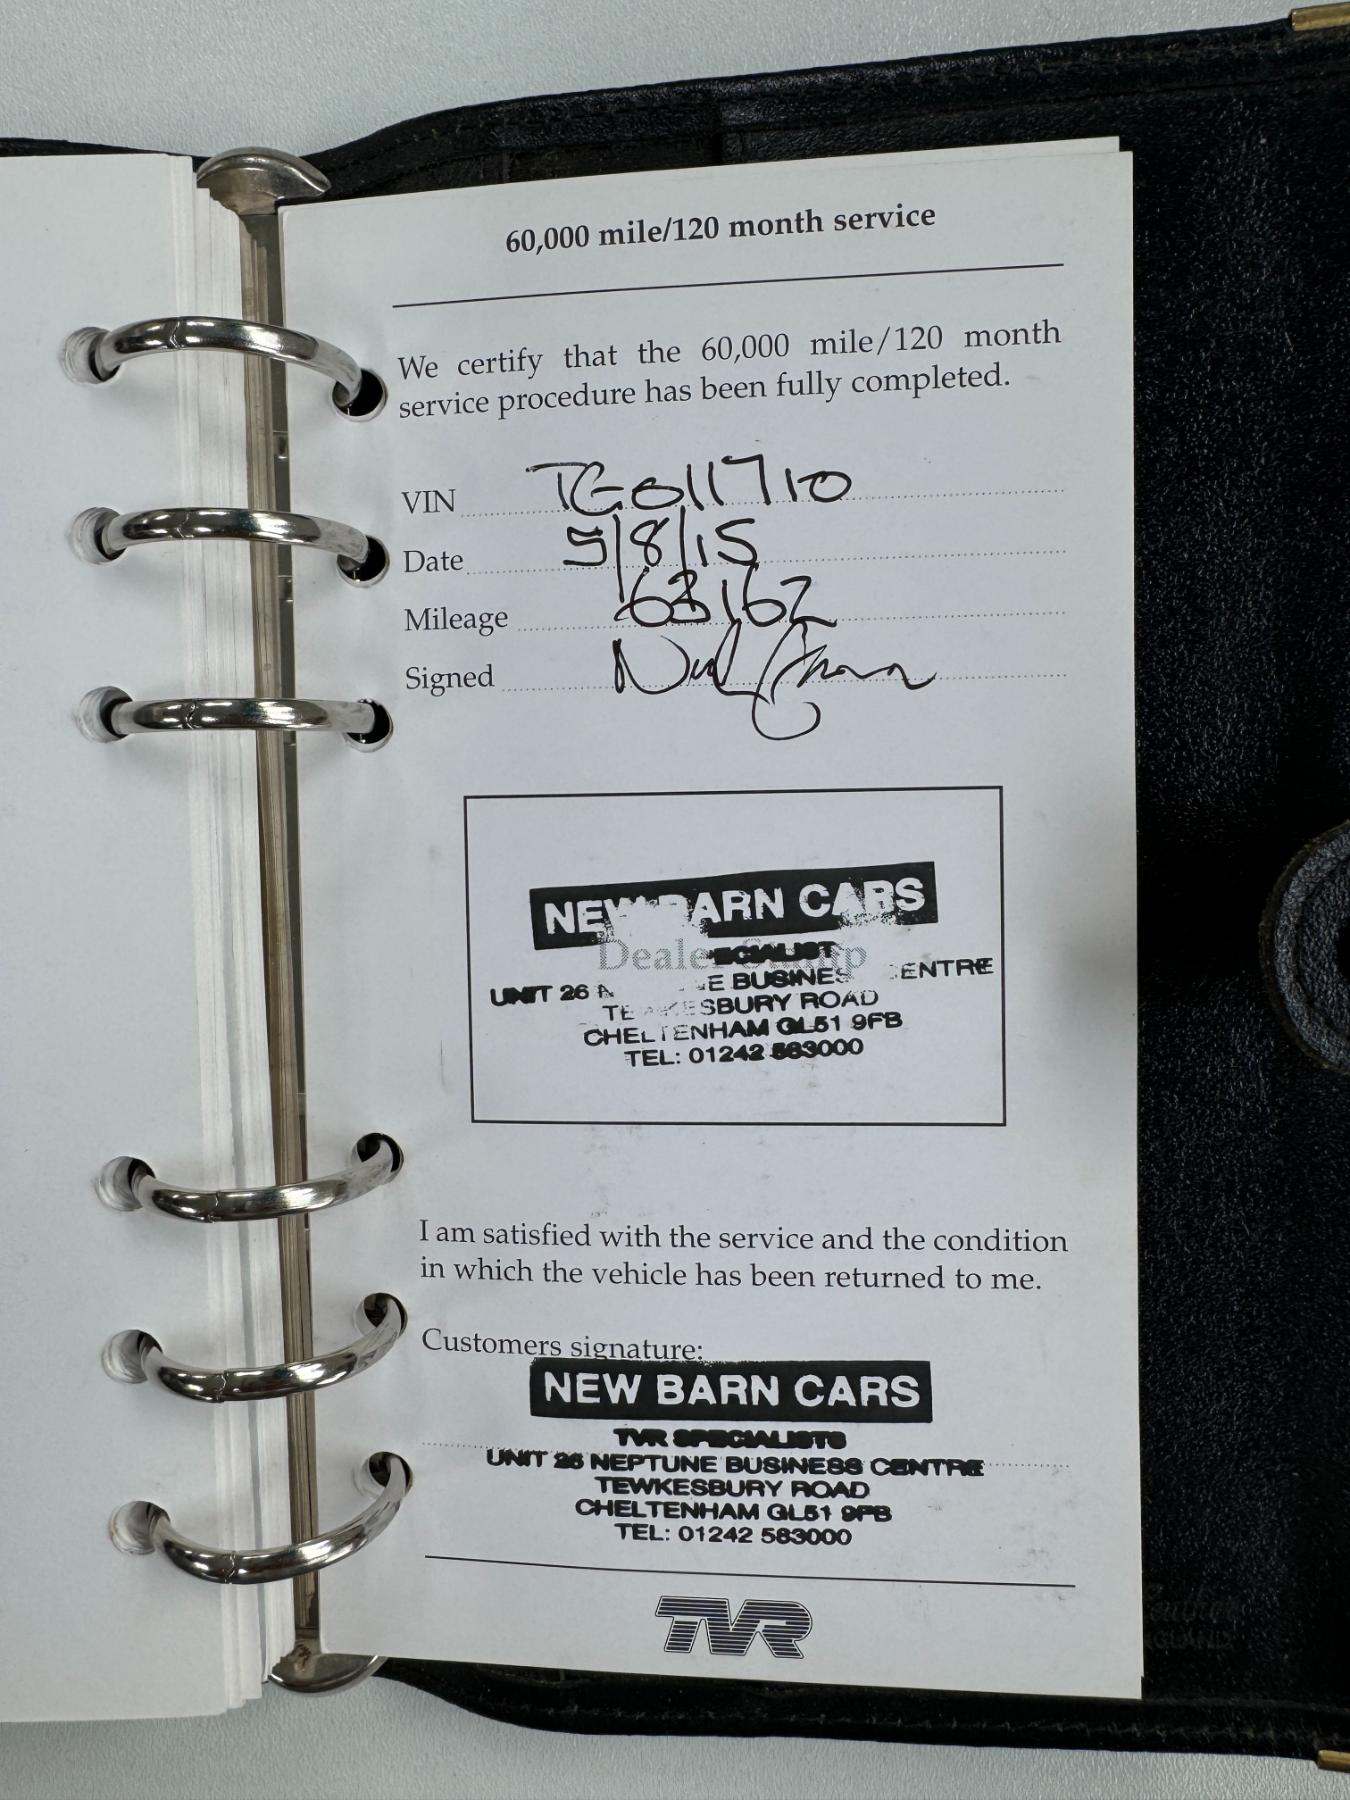 60,000 mile/120 month service
We certify that the 60,000 mile/120 month
service procedure has been fully completed.
VIN TG011710
Date 5/8/15
Mileage 63162
Signed
NEW BARN CARS
Dealer Stamp
UNIT 26 BUSINESS CENTRE
TEWKESBURY ROAD
CHELTENHAM GL51 9FB
TEL: 01242 583000
I am satisfied with the service and the condition
in which the vehicle has been returned to me.
Customers signature:
NEW BARN CARS
TVR SPECIALISTS
UNIT 26 NEPTUNE BUSINESS CENTRE
TEWKESBURY ROAD
CHELTENHAM GL51 9FB
TEL: 01242 583000
TVR